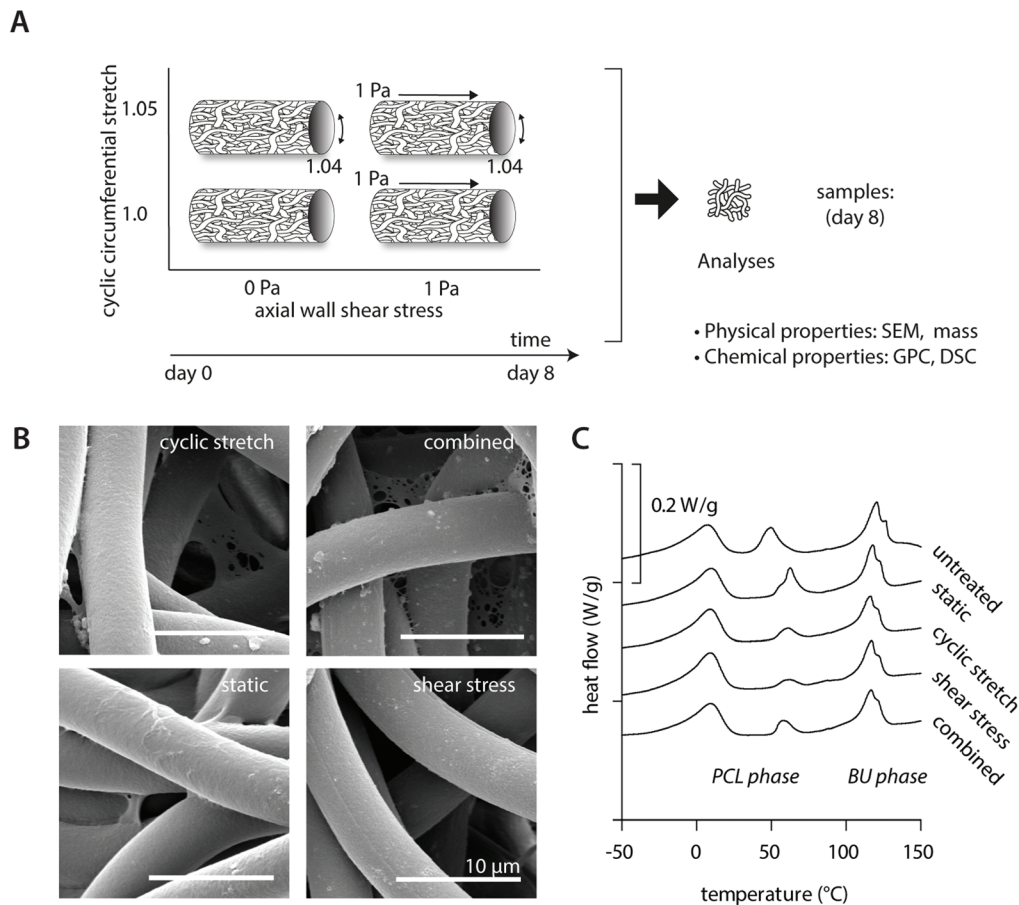 A
cyclic circumferential stretch
1.05
1.0
1 Pa
1.04
1.04
1 Pa
0 Pa
1 Pa
axial wall shear stress
time
day 0
day 8
samples:
(day 8)
Analyses
• Physical properties: SEM, mass
• Chemical properties: GPC, DSC
B
cyclic stretch
combined
static
shear stress
10 μm
C
0.2 W/g
heat flow (W/g)
untreated
static
cyclic stretch
shear stress
combined
PCL phase
BU phase
-50
0
50
100
150
temperature (°C)